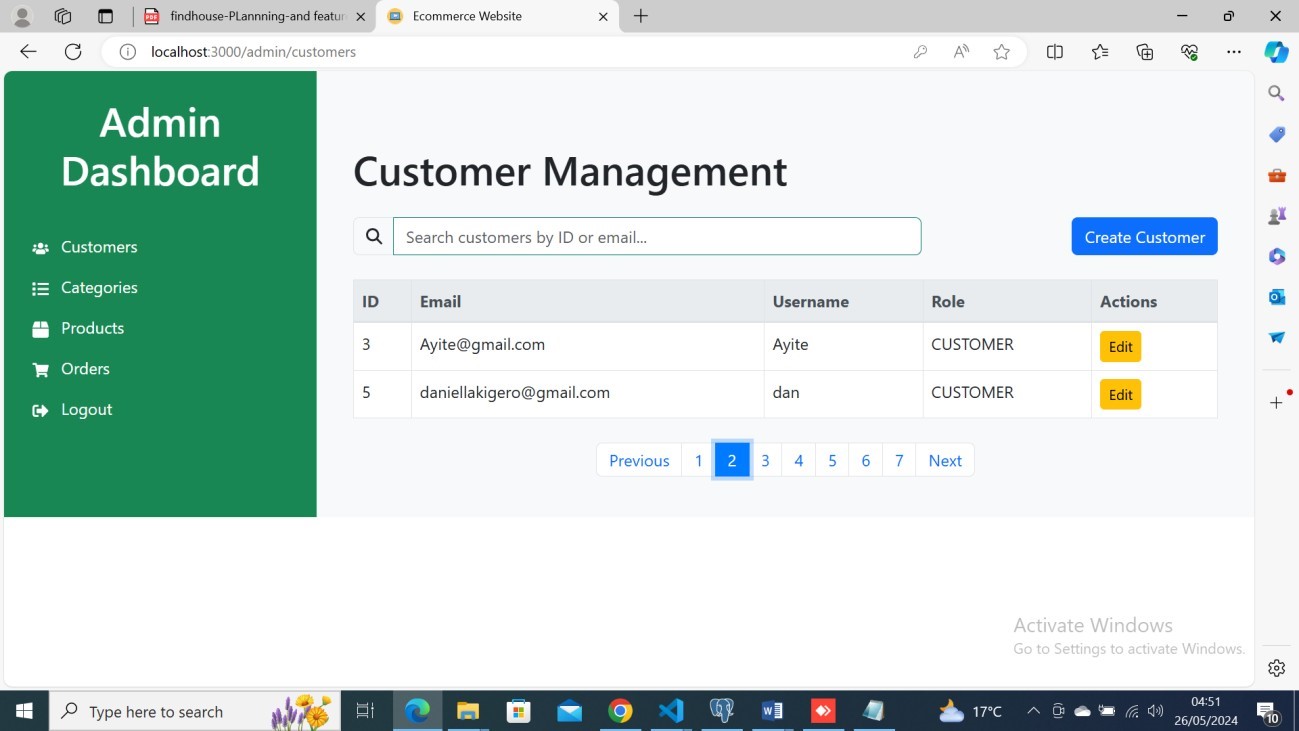 findhouse-PLannning-and featur
Ecommerce Website
localhost:3000/admin/customers
Admin
Dashboard
Customers
Categories
Products
Orders
Logout
Customer Management
Search customers by ID or email...
Create Customer
ID Email Username Role Actions
3 Ayite@gmail.com Ayite CUSTOMER Edit
5 daniellakigero@gmail.com dan CUSTOMER Edit
Previous 1 2 3 4 5 6 7 Next
Activate Windows
Go to Settings to activate Windows.
Type here to search
17°C
04:51
26/05/2024
10